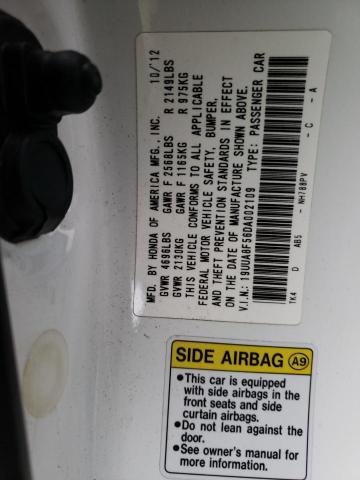 MFD. BY HONDA OF AMERICA MFG., INC. 10/12
GVWR 4696LBS GAWR F 2568LBS R 2149LBS
GVWR 2130KG GAWR F 1165KG R 975KG
THIS VEHICLE CONFORMS TO ALL APPLICABLE
FEDERAL MOTOR VEHICLE SAFETY, BUMPER,
AND THEFT PREVENTION STANDARDS IN EFFECT
ON THE DATE OF MANUFACTURE SHOWN ABOVE.
V.I.N.: 19UUA8F56DA002109 TYPE: PASSENGER CAR
TK4 D AB5 - NH788PV - C - A
SIDE AIRBAG A9
•This car is equipped
with side airbags in the
front seats and side
curtain airbags.
•Do not lean against the
door.
•See owner's manual for
more information.